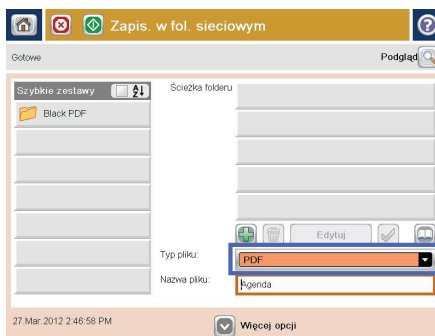 Zapis. w fol. sieciowym
Gotowe
Podgląd
Szybkie zestawy
Ścieżka folderu
Black PDF
Edytuj
Typ pliku:
PDF
Nazwa pliku:
Agenda
27.Mar.2012 2:46:58 PM
Więcej opcji